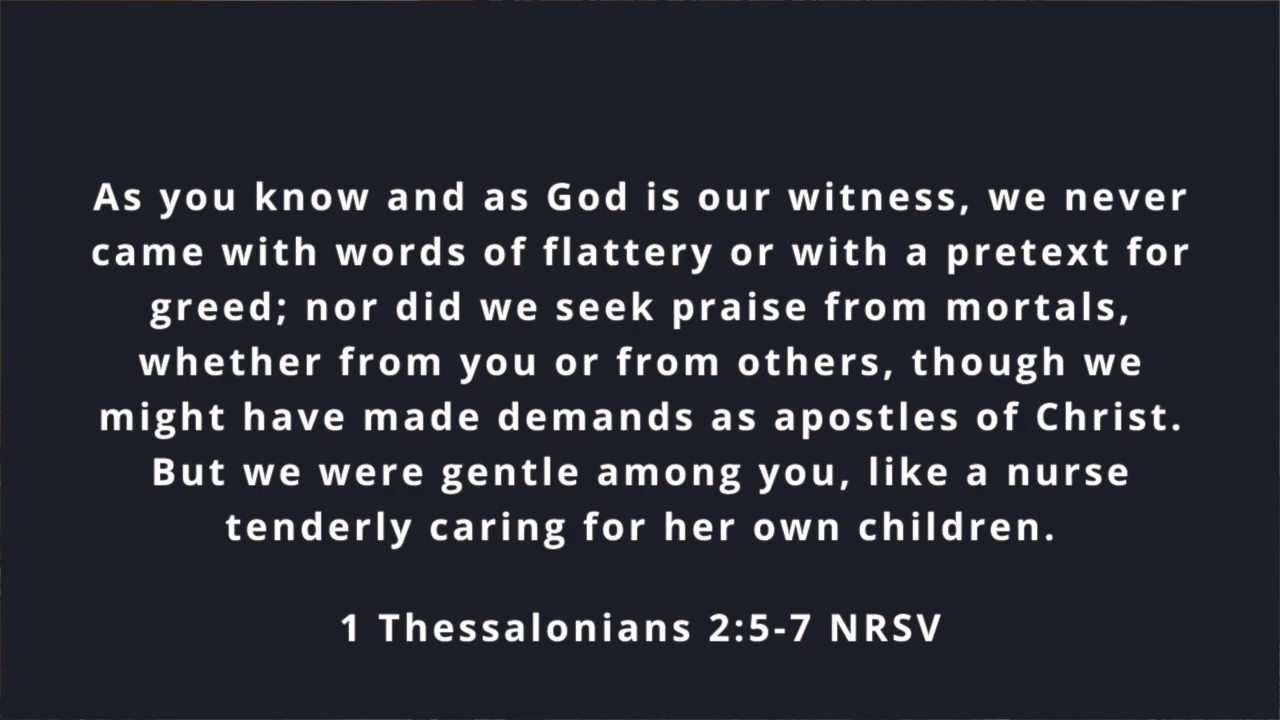 As you know and as God is our witness, we never
came with words of flattery or with a pretext for
greed; nor did we seek praise from mortals,
whether from you or from others, though we
might have made demands as apostles of Christ.
But we were gentle among you, like a nurse
tenderly caring for her own children.
1 Thessalonians 2:5-7 NRSV